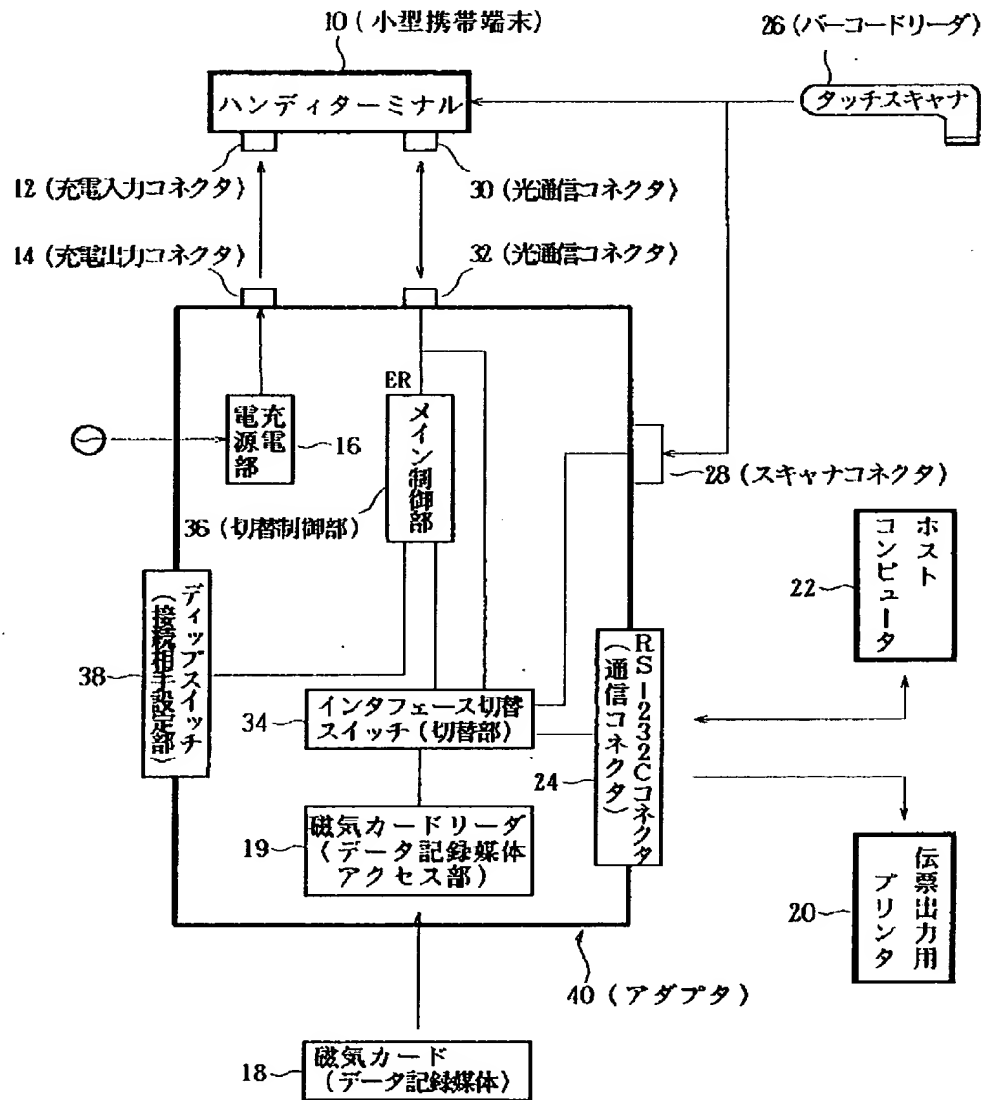 10(小型携帯端末)
26(バーコードリーダ)
ハンディターミナル
タッチスキャナ
12(充電入力コネクタ)
30(光通信コネクタ)
14(充電出力コネクタ)
32(光通信コネクタ)
ER
充電
電源部
16
メイン制御部
28(スキャナコネクタ)
36(切替制御部)
ホスト
コンピュータ
22
ディップスイッチ
(接続相手設定部)
38
RS-232Cコネクタ
(通信コネクタ)
24
34
インタフェース切替
スイッチ(切替部)
19
磁気カードリーダ
(データ記録媒体
アクセス部)
伝票出力用
プリンタ
20
40(アダプタ)
18
磁気カード
(データ記録媒体)